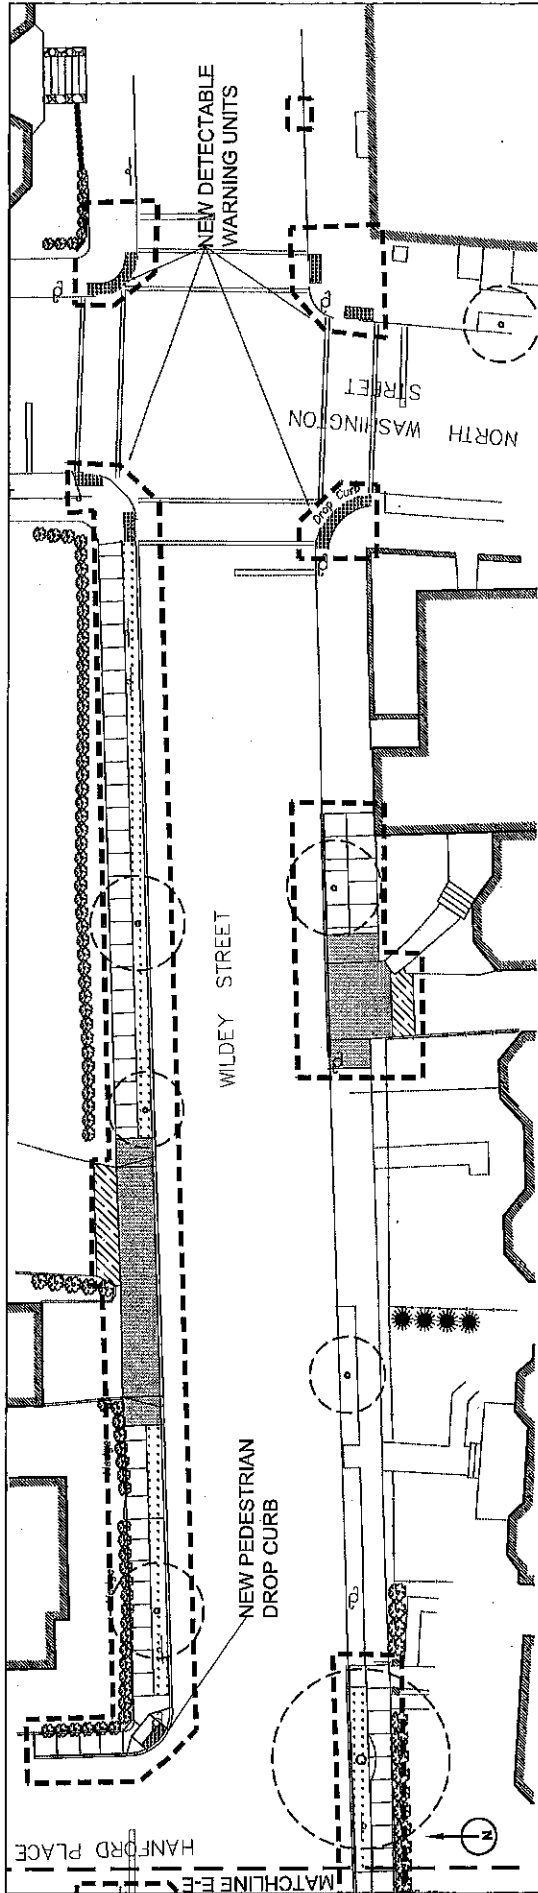 NEW DETECTABLE
WARNING UNITS
NORTH WASHINGTON
STREET
Drop Curb
WILDEY STREET
NEW PEDESTRIAN
DROP CURB
HANFORD PLACE
MATCHLINE E-E
N